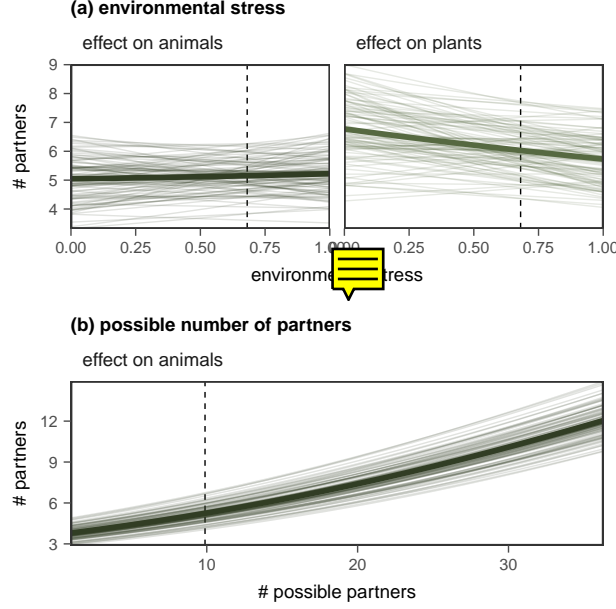 (a) environmental stress
effect on animals
effect on plants
# partners
9
8
7
6
5
4
0.00 0.25 0.50 0.75 1.00 0.25 0.50 0.75 1.00
(b) possible number of partners
effect on animals
# partners
12
9
6
3
10 20 30
# possible partners